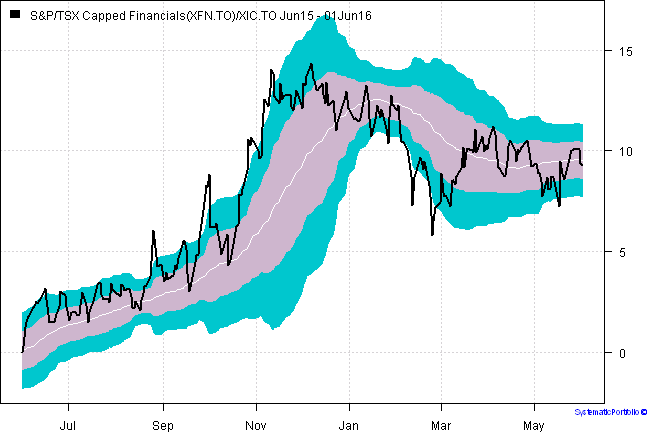 S&P/TSX Capped Financials(XFN.TO)/XIC.TO Jun15 - 01Jun16
15
10
5
0
Jul Sep Nov Jan Mar May
SystematicPortfolio ©